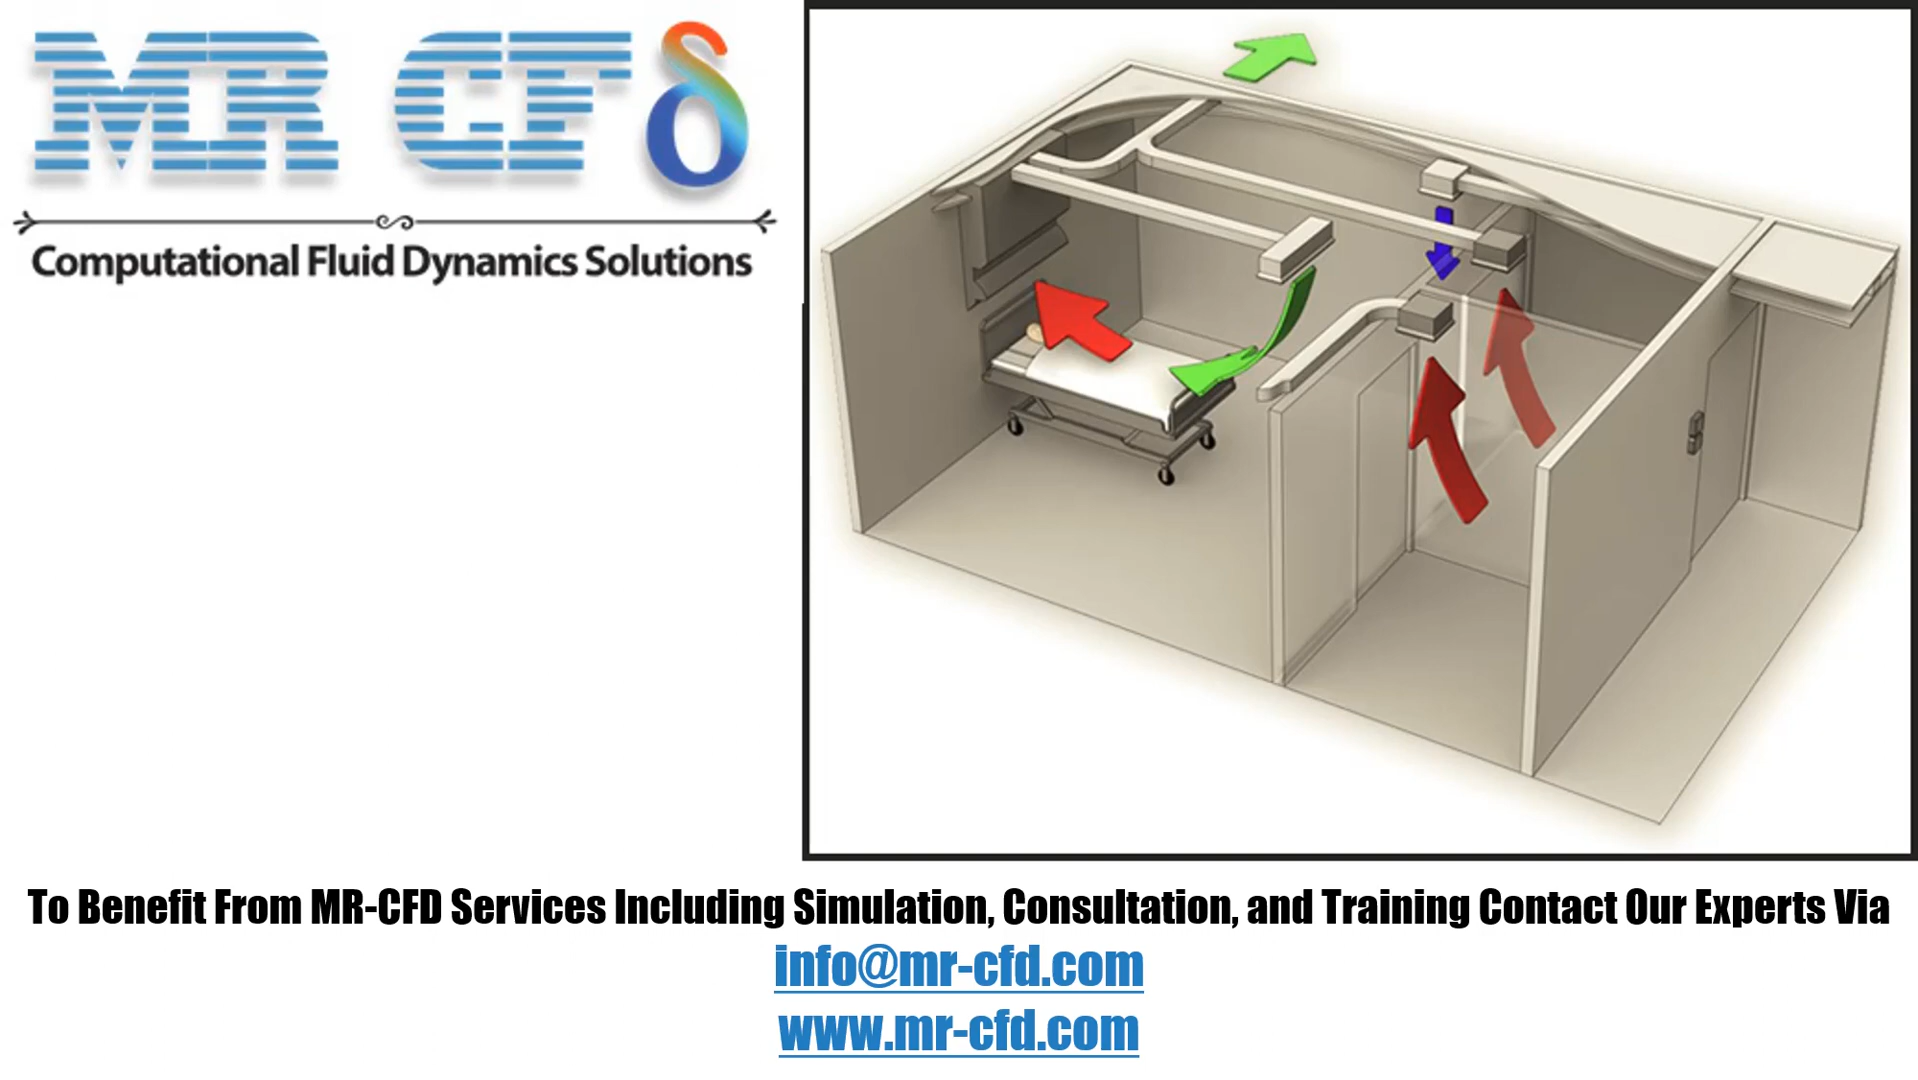 MR CFδ
Computational Fluid Dynamics Solutions
To Benefit From MR-CFD Services Including Simulation, Consultation, and Training Contact Our Experts Via
info@mr-cfd.com
www.mr-cfd.com